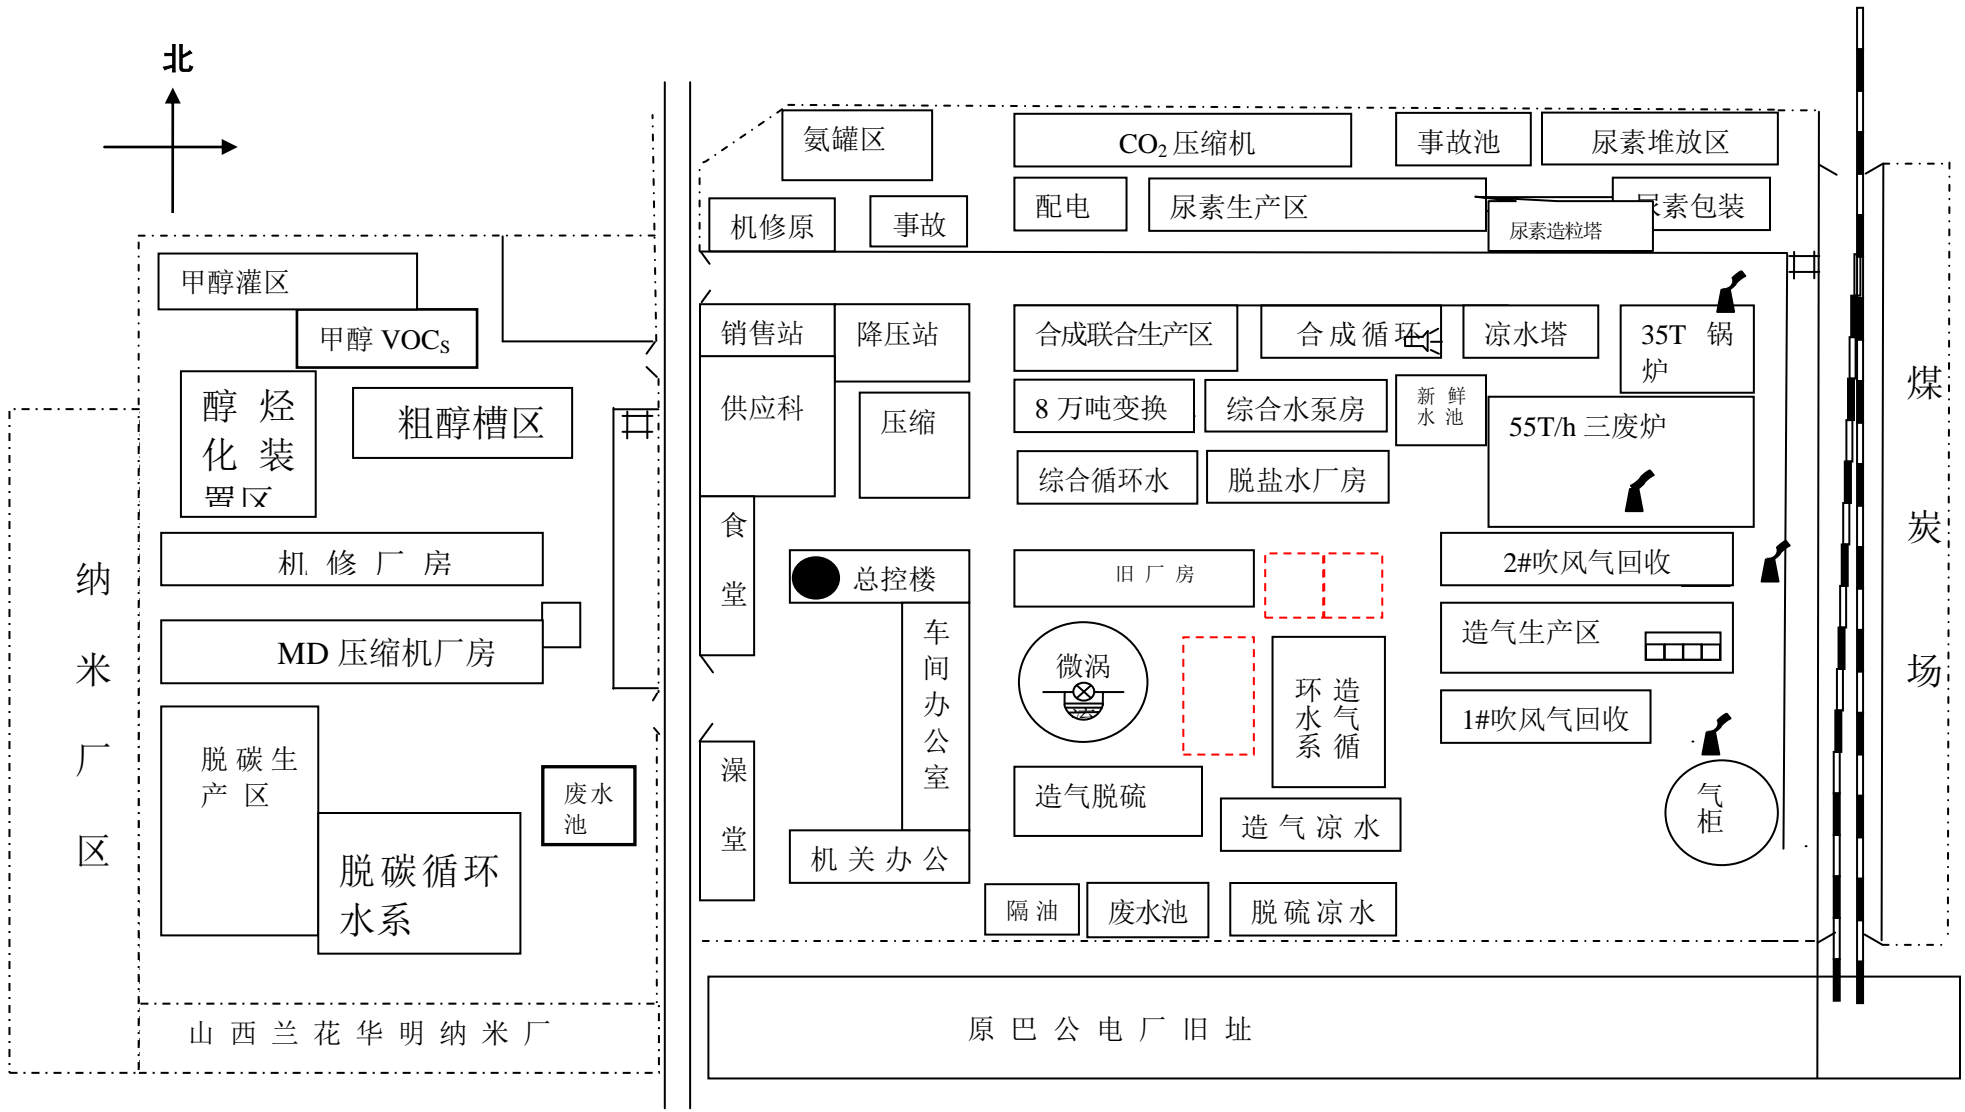 北
氨罐区
CO2 压缩机
事故池
尿素堆放区
配电
尿素生产区
尿素包装
机修原
事故
尿素造粒塔
甲醇灌区
甲醇 VOCS
销售站
降压站
合成联合生产区
合成循环
凉水塔
35T 锅
炉
醇 烃
化 装
置区
粗醇槽区
供应科
压缩
8 万吨变换
综合水泵房
新 鲜
水 池
55T/h 三废炉
综合循环水
脱盐水厂房
煤
炭
场
食
堂
机 修 厂 房
总控楼
旧 厂 房
2#吹风气回收
纳
米
厂
区
MD 压缩机厂房
车
间
办
公
室
微涡
造气循
环水系
造气生产区
1#吹风气回收
脱 碳 生
产 区
废水
池
澡
堂
造气脱硫
造 气 凉 水
气
柜
脱碳循环
水系
机 关 办 公
隔 油
废水池
脱硫凉水
山 西 兰 花 华 明 纳 米 厂
原 巴 公 电 厂 旧 址